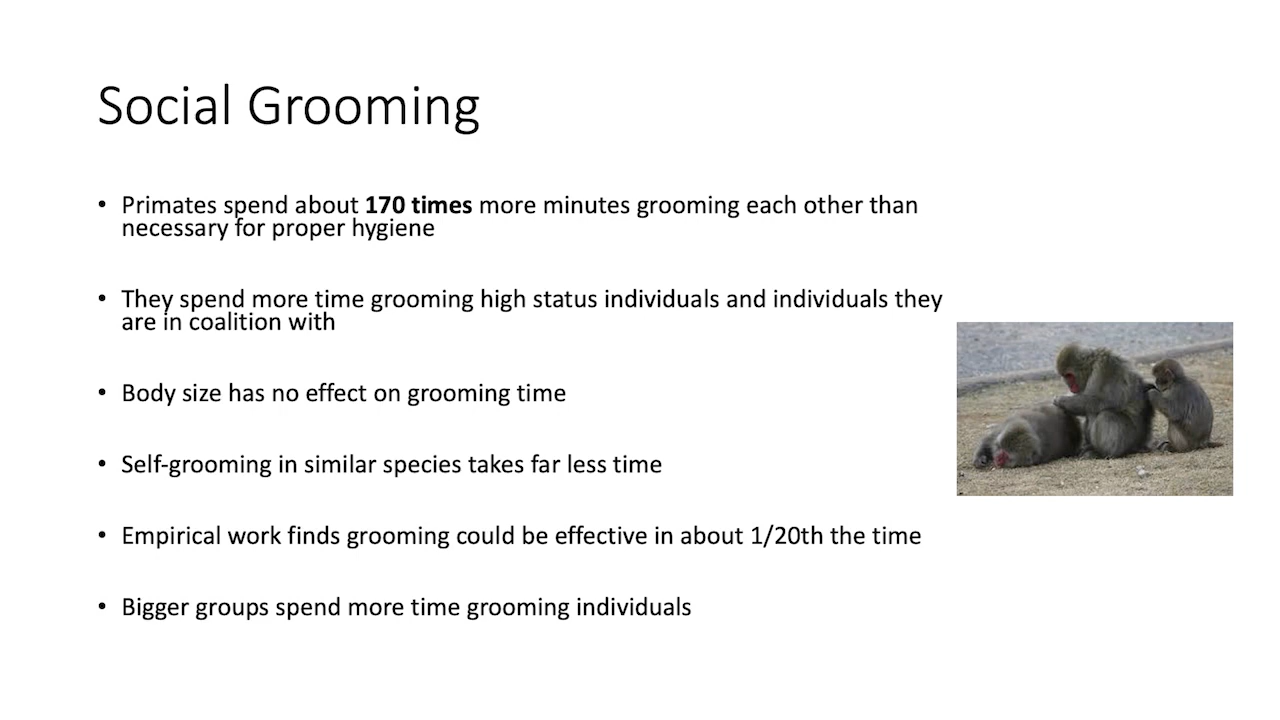 Social Grooming
• Primates spend about 170 times more minutes grooming each other than
necessary for proper hygiene
• They spend more time grooming high status individuals and individuals they
are in coalition with
• Body size has no effect on grooming time
• Self-grooming in similar species takes far less time
• Empirical work finds grooming could be effective in about 1/20th the time
• Bigger groups spend more time grooming individuals